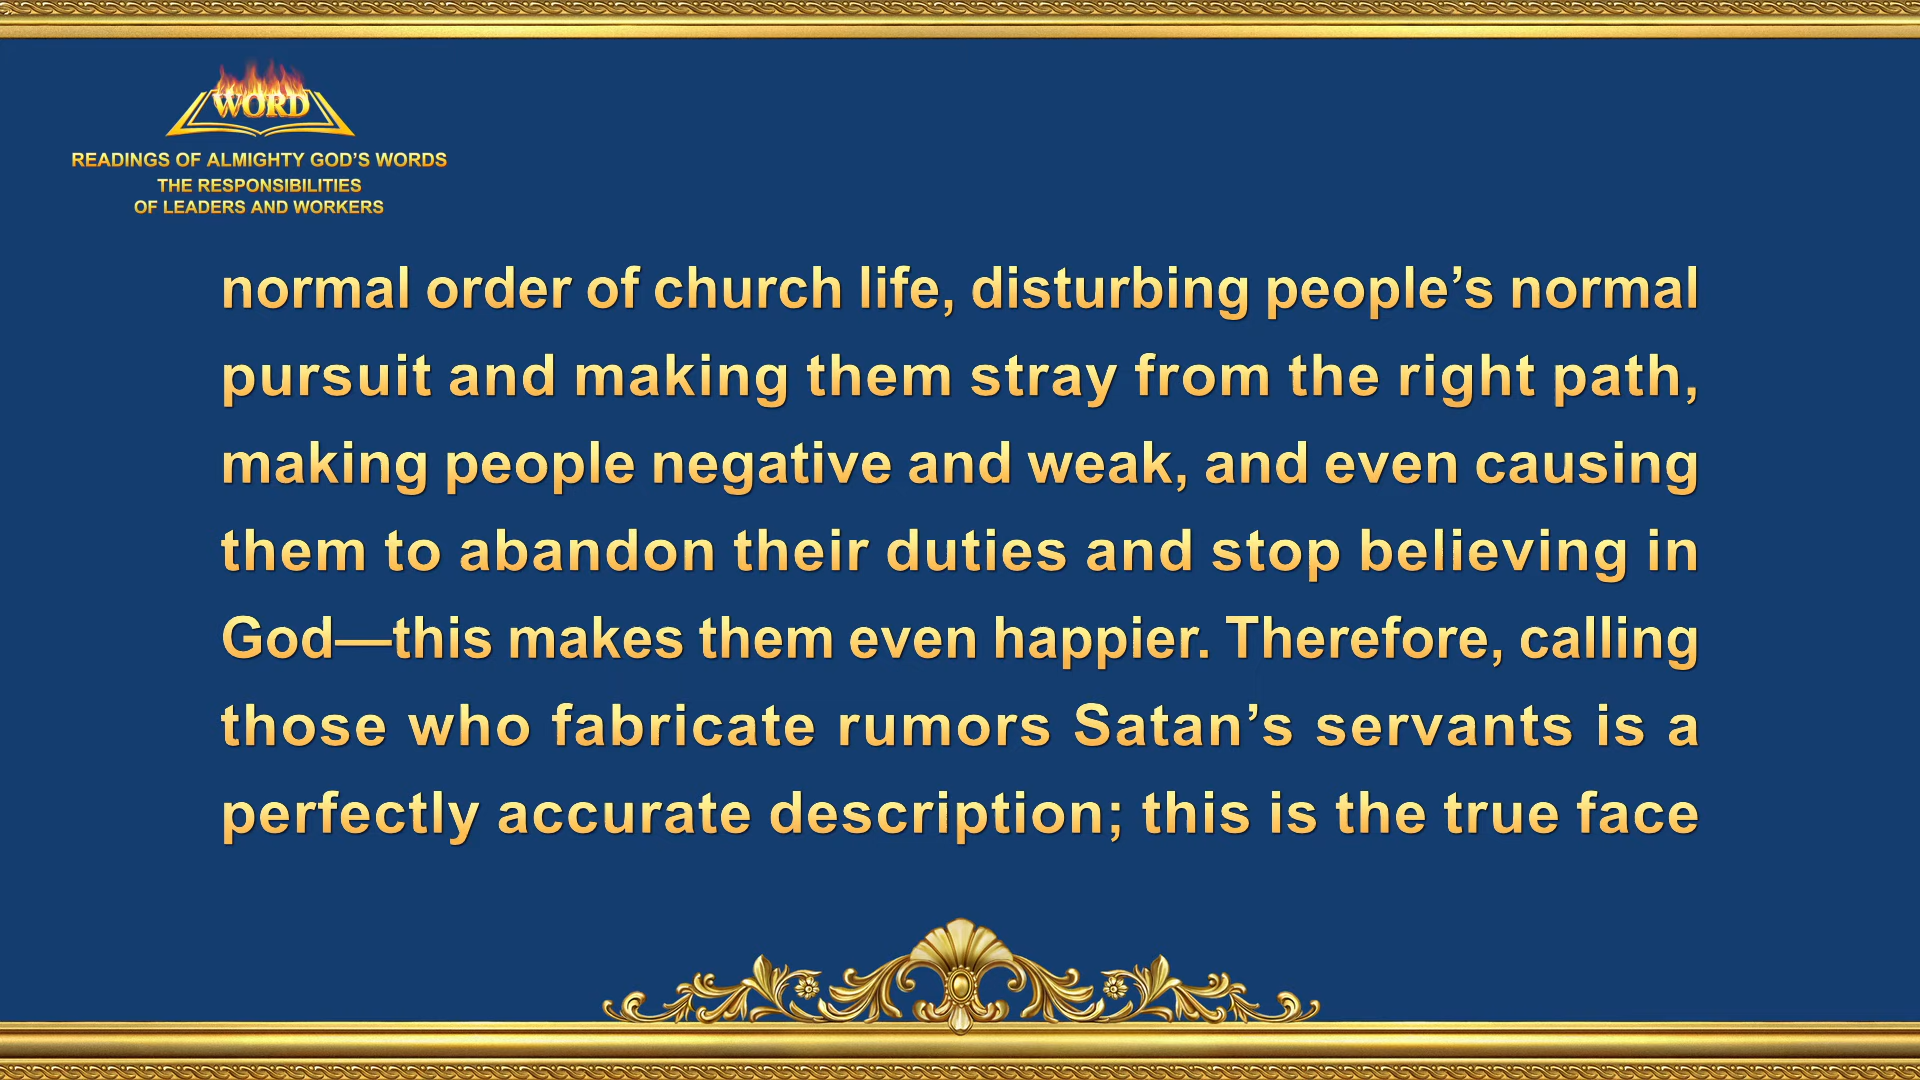 WORD
READINGS OF ALMIGHTY GOD’S WORDS
THE RESPONSIBILITIES
OF LEADERS AND WORKERS
normal order of church life, disturbing people’s normal
pursuit and making them stray from the right path,
making people negative and weak, and even causing
them to abandon their duties and stop believing in
God—this makes them even happier. Therefore, calling
those who fabricate rumors Satan’s servants is a
perfectly accurate description; this is the true face